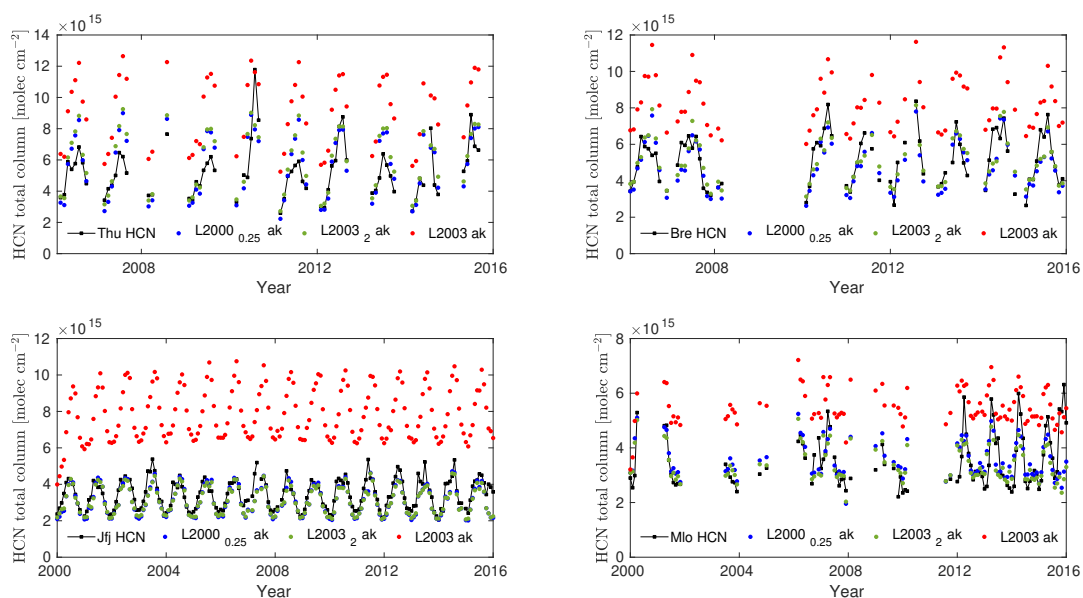 × 10 15
14
12
10
8
6
4
2
0
HCN total column [molec cm-2]
Thu HCN L2000 0.25 ak L2003 2 ak L2003 ak
2008 2012 2016
Year
× 10 15
12
10
8
6
4
2
0
HCN total column [molec cm-2]
Bre HCN L2000 0.25 ak L2003 2 ak L2003 ak
2008 2012 2016
Year
× 10 15
12
10
8
6
4
2
0
HCN total column [molec cm-2]
Jfj HCN L2000 0.25 ak L2003 2 ak L2003 ak
2000 2004 2008 2012 2016
Year
× 10 15
8
6
4
2
0
HCN total column [molec cm-2]
Mlo HCN L2000 0.25 ak L2003 2 ak L2003 ak
2000 2004 2008 2012 2016
Year